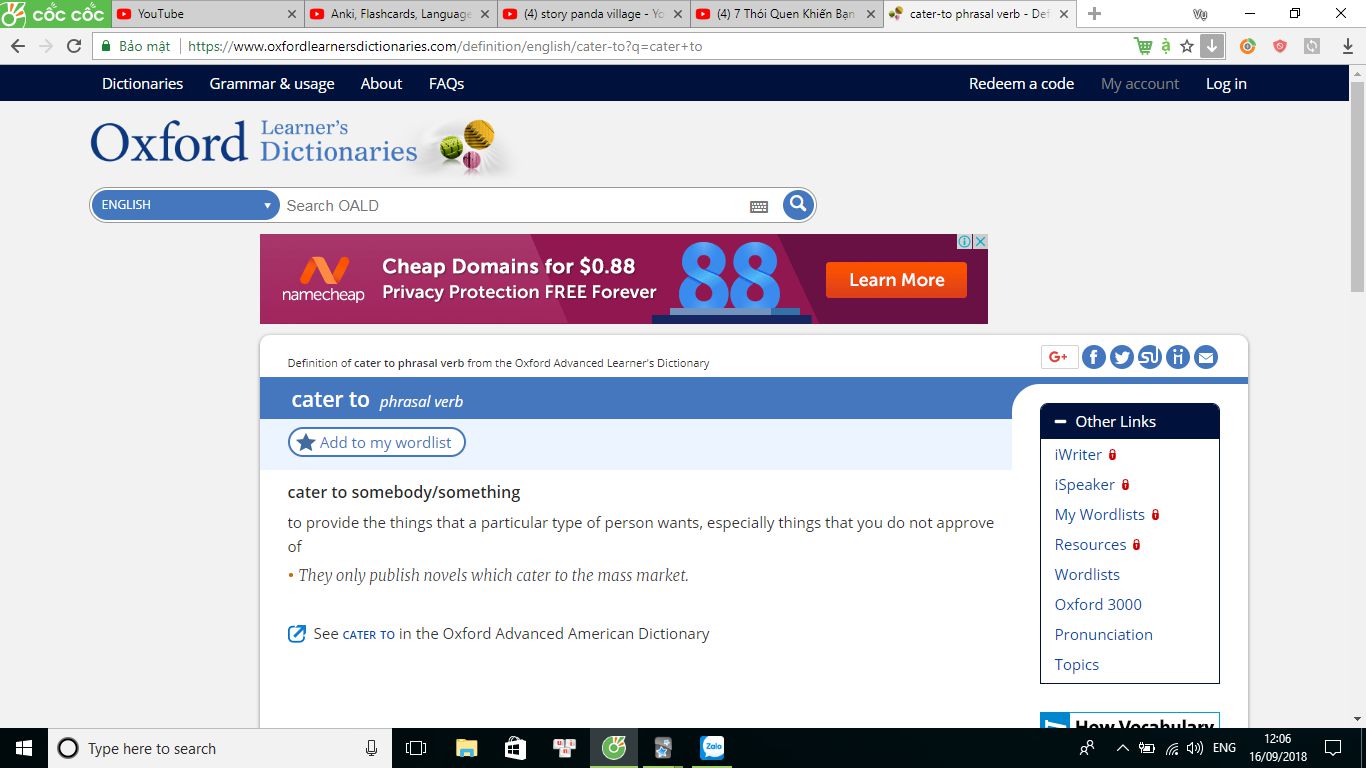 cốc cốc
YouTube
Anki, Flashcards, Language
(4) story panda village - Yo
(4) 7 Thói Quen Khiến Bạn
cater-to phrasal verb - Def
Vụ
Bảo mật
https://www.oxfordlearnersdictionaries.com/definition/english/cater-to?q=cater+to
Dictionaries Grammar & usage About FAQs Redeem a code My account Log in
Oxford Learner's Dictionaries
ENGLISH Search OALD
namecheap
Cheap Domains for $0.88
Privacy Protection FREE Forever
88
Learn More
Definition of cater to phrasal verb from the Oxford Advanced Learner's Dictionary
G+
cater to phrasal verb
Add to my wordlist
cater to somebody/something
to provide the things that a particular type of person wants, especially things that you do not approve
of
• They only publish novels which cater to the mass market.
See CATER TO in the Oxford Advanced American Dictionary
Other Links
iWriter
iSpeaker
My Wordlists
Resources
Wordlists
Oxford 3000
Pronunciation
Topics
How Vocabulary
Type here to search
Zalo
ENG
12:06
16/09/2018